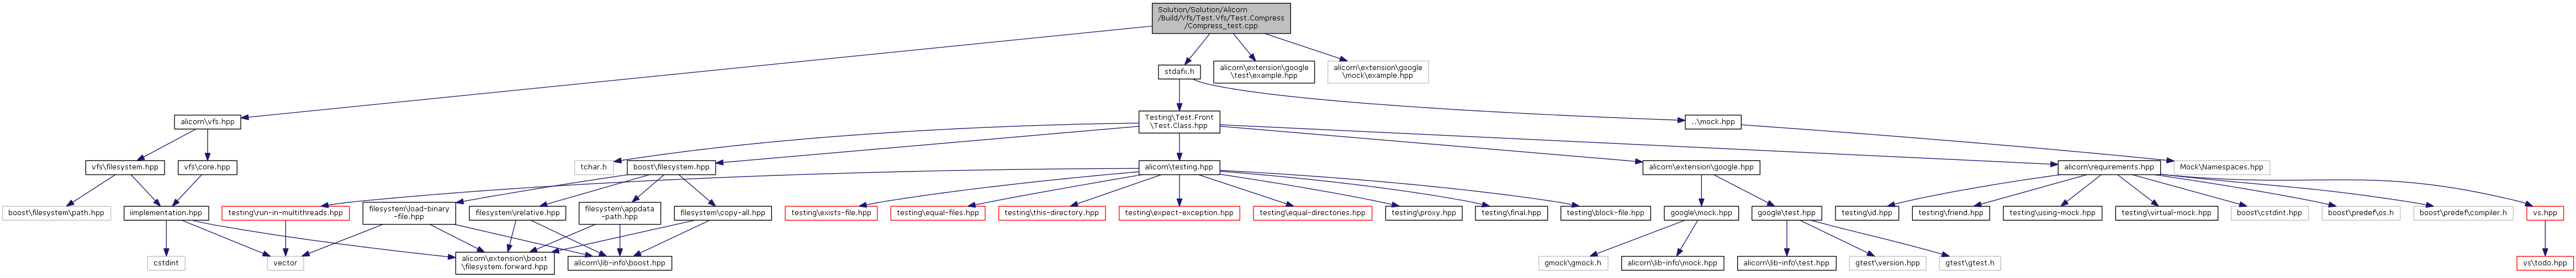 Solution/Solution/Alicorn
/Build/Vfs/Test.Vfs/Test.Compress
/Compress_test.cpp
stdafx.h
alicorn\extension\google
\test\example.hpp
alicorn\extension\google
\mock\example.hpp
alicorn\vfs.hpp
Testing\Test.Front
\Test.Class.hpp
..\mock.hpp
vfs\filesystem.hpp
vfs\core.hpp
tchar.h
boost\filesystem.hpp
alicorn\testing.hpp
alicorn\extension\google.hpp
alicorn\requrements.hpp
Mock\Namespaces.hpp
boost\filesystem\path.hpp
iimplementation.hpp
testing\run-in-multithreads.hpp
filesystem\load-binary
-file.hpp
filesystem\irelative.hpp
filesystem\appdata
-path.hpp
filesystem\copy-all.hpp
testing\exists-file.hpp
testing\equal-files.hpp
testing\this-directory.hpp
testing\expect-exception.hpp
testing\equal-directories.hpp
testing\proxy.hpp
testing\final.hpp
testing\block-file.hpp
google\mock.hpp
google\test.hpp
testing\id.hpp
testing\friend.hpp
testing\using-mock.hpp
testing\virtual-mock.hpp
boost\cstdint.hpp
boost\predef\os.h
boost\predef\compiler.h
vs.hpp
cstdint
vector
alicorn\extension\boost
\filesystem.forward.hpp
alicorn\lib-info\boost.hpp
gmock\gmock.h
alicorn\lib-info\mock.hpp
alicorn\lib-info\test.hpp
gtest\version.hpp
gtest\gtest.h
vs\todo.hpp